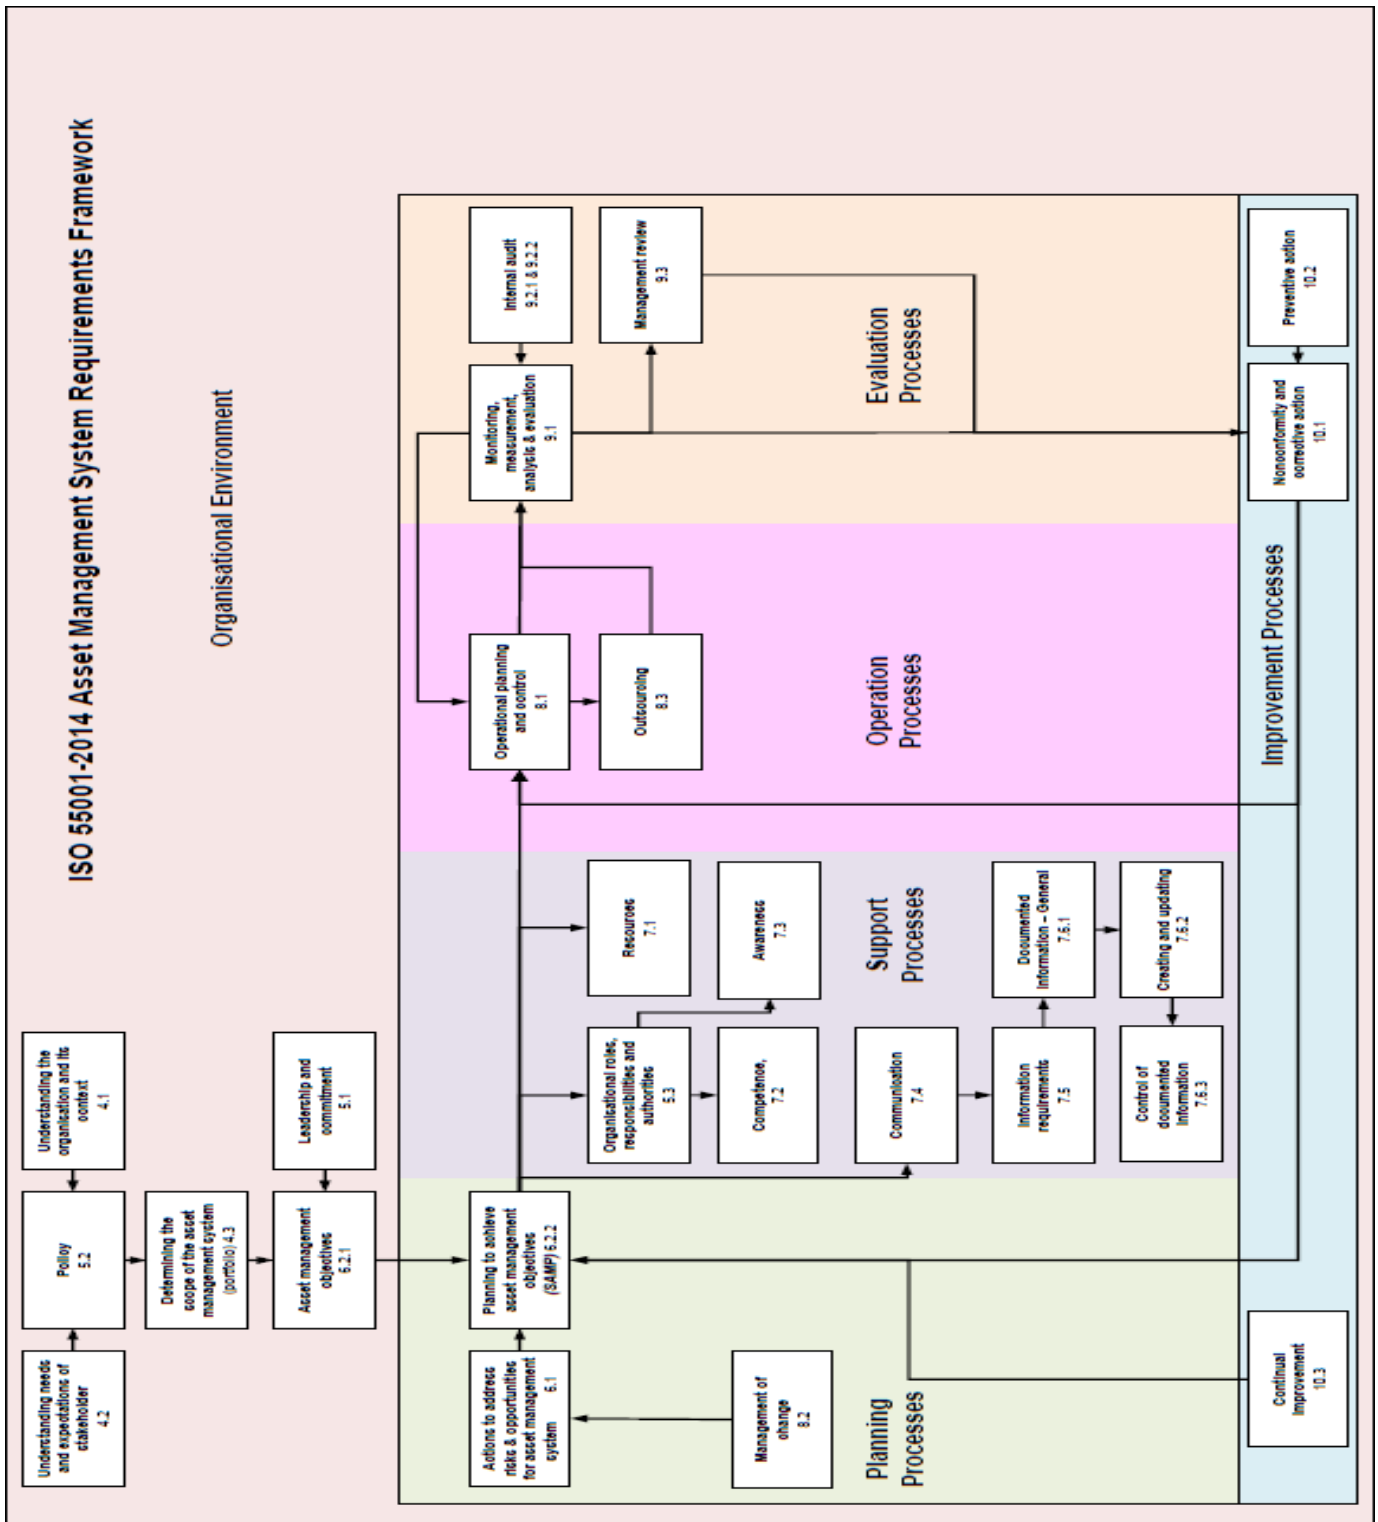 ISO 55001-2014 Asset Management System Requirements Framework
Organisational Environment
Understanding needs
and expectations of
stakeholder
4.2
Policy
5.2
Understanding the
organisation and its
context
4.1
Determining the
scope of the asset
management system
(portfolio) 4.3
Asset management
objectives
6.2.1
Leadership and
commitment
5.1
Actions to address
risks & opportunities
for asset management
system 6.1
Planning to achieve
asset management
objectives
(SAMP) 6.2.2
Management of
change
8.2
Planning
Processes
Organisational roles,
responsibilities and
authorities
5.3
Resources
7.1
Competence,
7.2
Awareness
7.3
Communication
7.4
Support
Processes
Information
requirements
7.5
Documented
Information – General
7.6.1
Control of
documented
Information
7.6.3
Creating and updating
7.6.2
Operational planning
and control
8.1
Outsourcing
8.3
Operation
Processes
Monitoring,
measurement,
analysis & evaluation
9.1
Internal audit
9.2.1 & 9.2.2
Management review
9.3
Evaluation
Processes
Continual
Improvement
10.3
Improvement Processes
Nonconformity and
corrective action
10.1
Preventive action
10.2